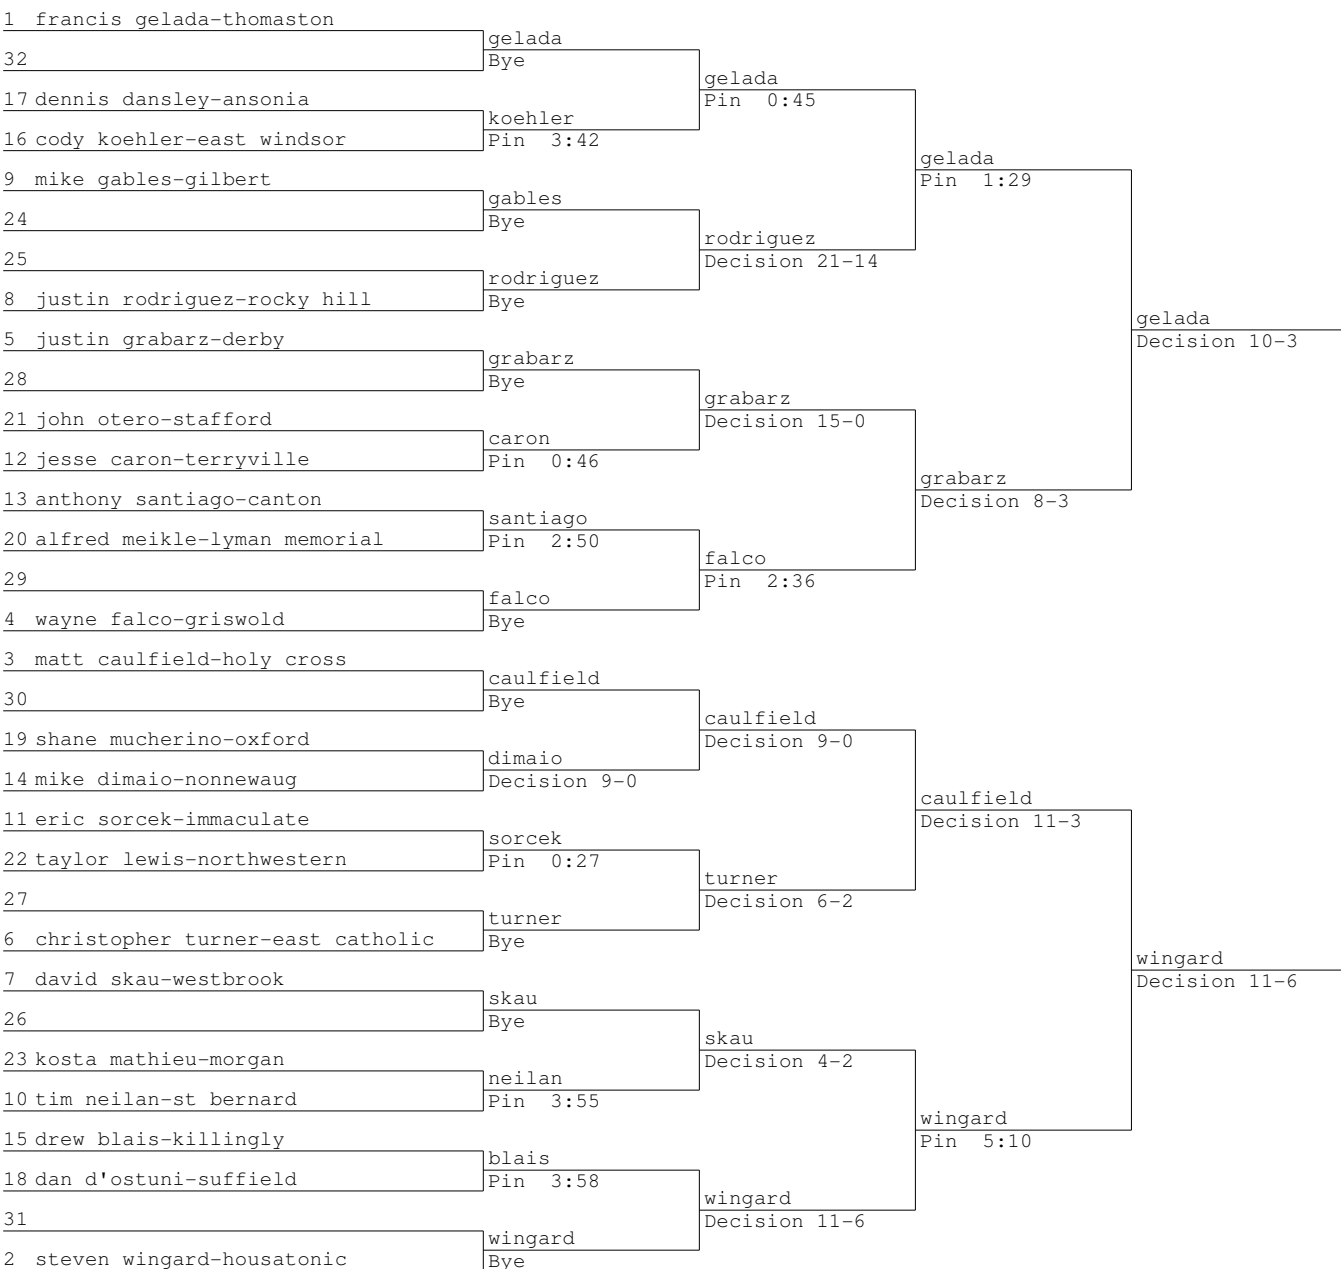 1 francis gelada-thomaston
32
17 dennis dansley-ansonia
16 cody koehler-east windsor
9 mike gables-gilbert
24
25
8 justin rodriguez-rocky hill
5 justin grabarz-derby
28
21 john otero-stafford
12 jesse caron-terryville
13 anthony santiago-canton
20 alfred meikle-lyman memorial
29
4 wayne falco-griswold
3 matt caulfield-holy cross
30
19 shane mucherino-oxford
14 mike dimaio-nonnewaug
11 eric sorcek-immaculate
22 taylor lewis-northwestern
27
6 christopher turner-east catholic
7 david skau-westbrook
26
23 kosta mathieu-morgan
10 tim neilan-st bernard
15 drew blais-killingly
18 dan d'ostuni-suffield
31
2 steven wingard-housatonic
gelada
Bye
koehler
Pin 3:42
gables
Bye
rodriguez
Bye
grabarz
Bye
caron
Pin 0:46
santiago
Pin 2:50
falco
Bye
caulfield
Bye
dimaio
Decision 9-0
sorcek
Pin 0:27
turner
Bye
skau
Bye
neilan
Pin 3:55
blais
Pin 3:58
wingard
Bye
gelada
Pin 0:45
rodriguez
Decision 21-14
grabarz
Decision 15-0
falco
Pin 2:36
caulfield
Decision 9-0
turner
Decision 6-2
skau
Decision 4-2
wingard
Decision 11-6
gelada
Pin 1:29
grabarz
Decision 8-3
caulfield
Decision 11-3
wingard
Pin 5:10
gelada
Decision 10-3
wingard
Decision 11-6